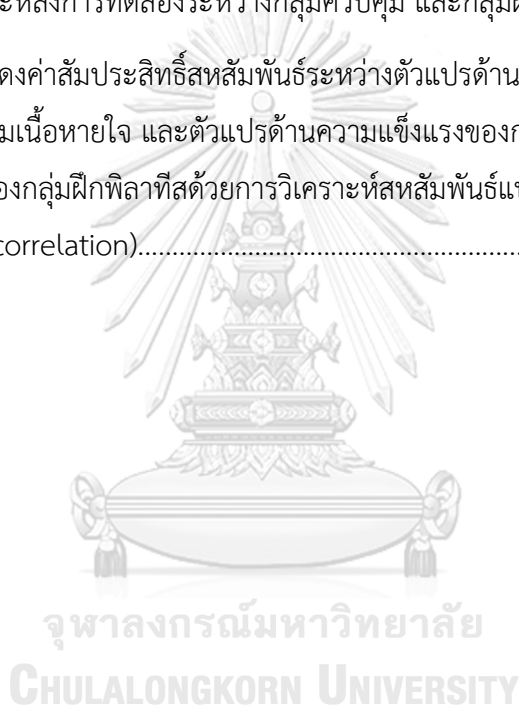 ะหลังการทดลองระหว่างกลุ่มควบคุม และกลุ่ม
ดงค่าสัมประสิทธิ์สหสัมพันธ์ระหว่างตัวแปรด้าน
มเนื้อหายใจ และตัวแปรด้านความแข็งแรงของก
องกลุ่มฝึกพิลาทีสด้วยการวิเคราะห์สหสัมพันธ์แ
correlation)................................................................
จุฬาลงกรณ์มหาวิทยาลัย
CHULALONGKORN UNIVERSITY